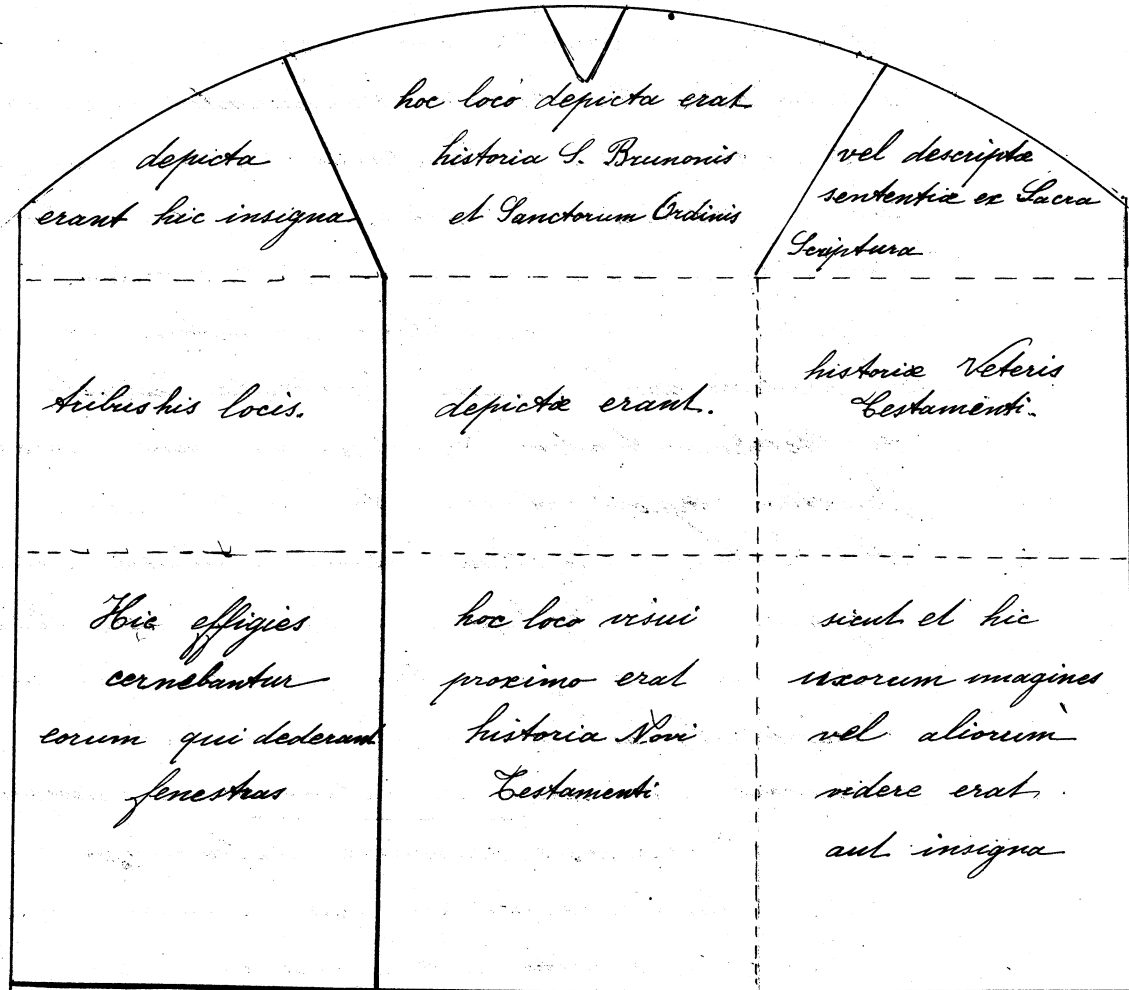 depicta
erant hic insigna
hoc loco depicta erat
historia S. Brunonis
et Sanctorum Ordinis
vel descriptæ
sententiæ ex Sacra
Scriptura
tribus his locis.
depictæ erant.
historiæ Veteris
Testamenti.
Hic effigies
cernebantur
eorum qui dederant
fenestras
hoc loco visui
proximo erat
historia Novi
Testamenti
sicut et hic
uxorum imagines
vel aliorum
videre erat
aut insigna